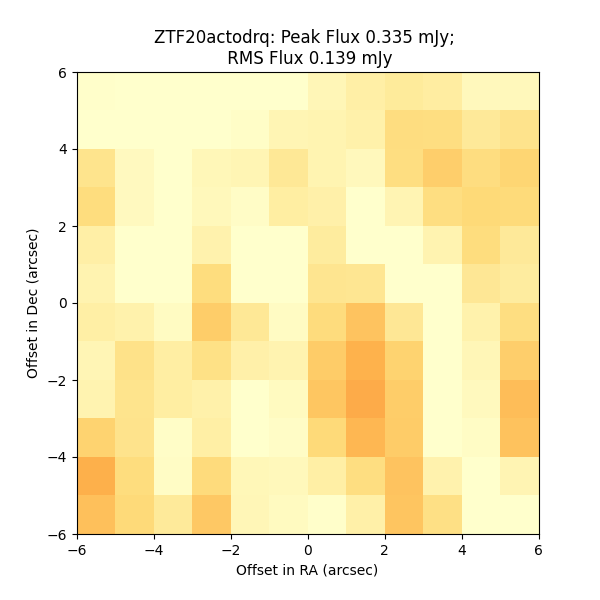 ZTF20actodrq: Peak Flux 0.335 mJy;
RMS Flux 0.139 mJy
6
4
2
0
−2
−4
−6
Offset in Dec (arcsec)
−6 −4 −2 0 2 4 6
Offset in RA (arcsec)